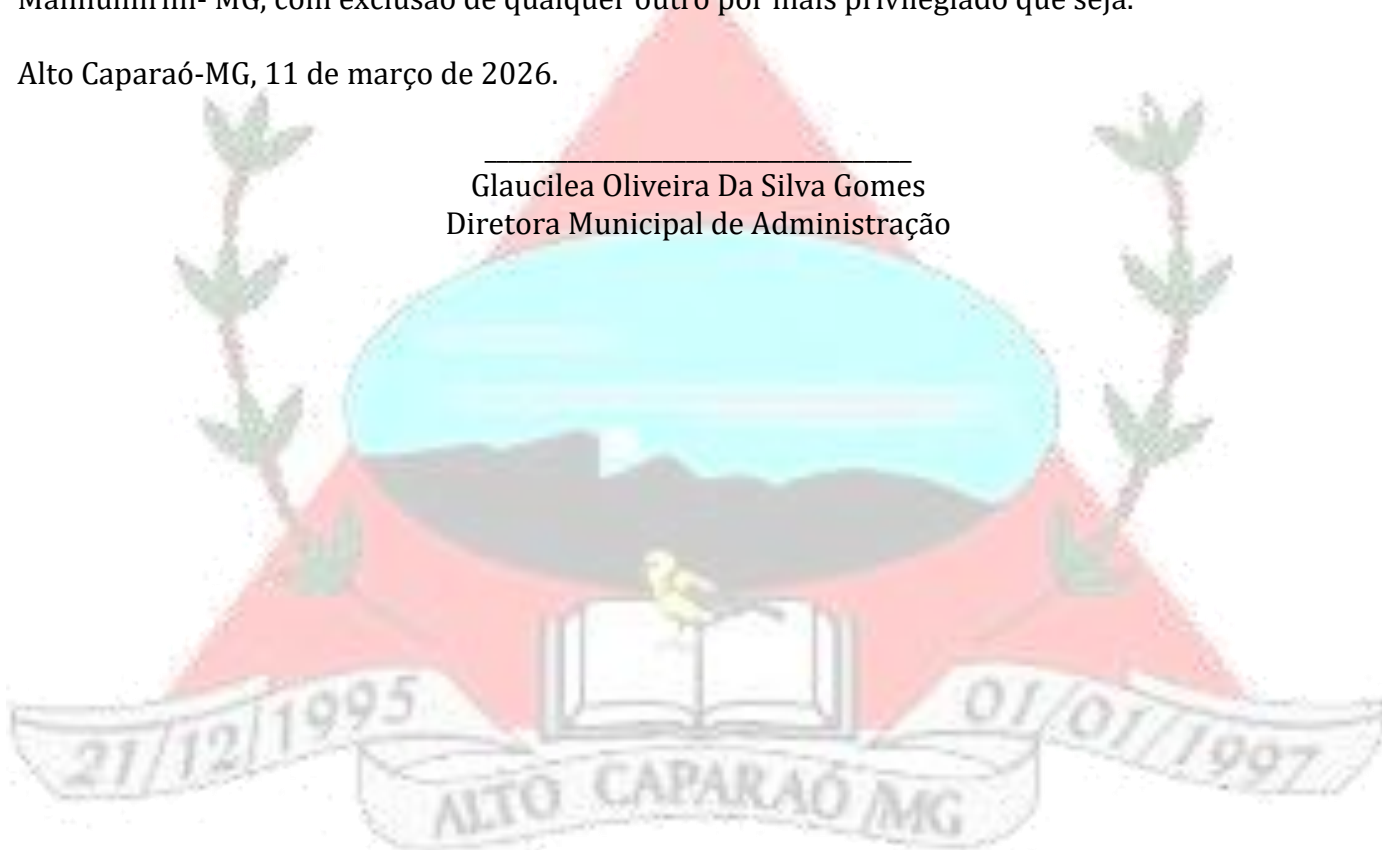 Manhumirim- MG, com exclusão de qualquer outro por mais privilegiado que seja.
Alto Caparaó-MG, 11 de março de 2026.
Glaucilea Oliveira Da Silva Gomes
Diretora Municipal de Administração
21/12/1995
01/01/1997
ALTO CAPARAÓ MG